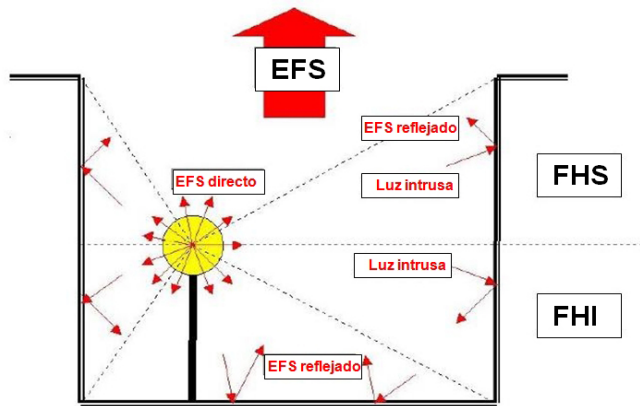 EFS
EFS reflejado
EFS directo
Luz intrusa
FHS
Luz intrusa
FHI
EFS reflejado